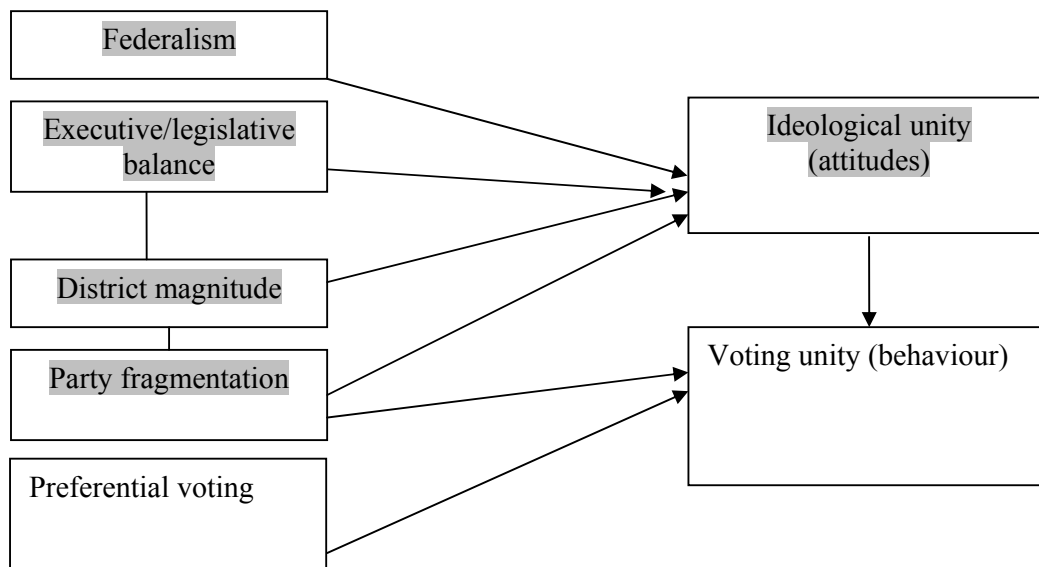 Federalism
Executive/legislative
balance
District magnitude
Party fragmentation
Preferential voting
Ideological unity
(attitudes)
Voting unity (behaviour)